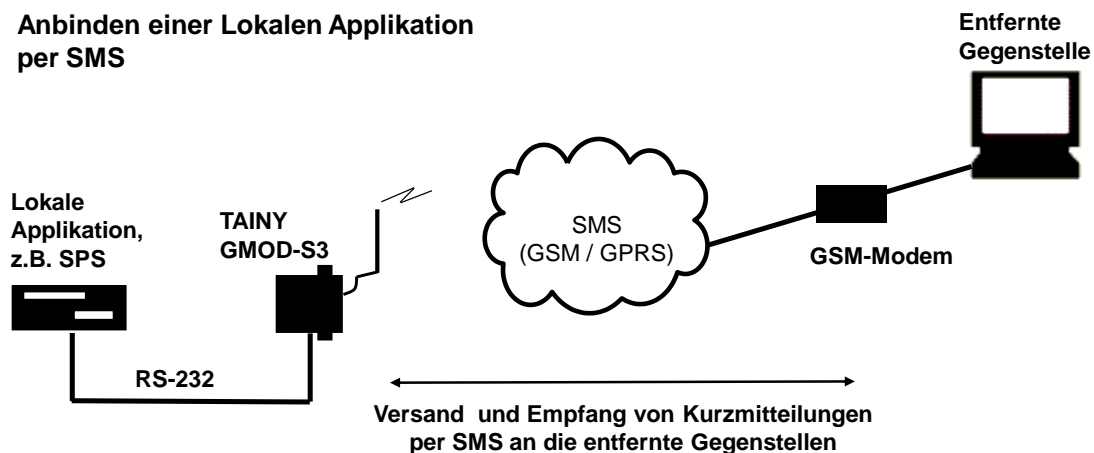 Anbinden einer Lokalen Applikation
per SMS
Entfernte
Gegenstelle
Lokale
Applikation,
z.B. SPS
TAINY
GMOD-S3
SMS
(GSM / GPRS)
GSM-Modem
RS-232
Versand und Empfang von Kurzmitteilungen
per SMS an die entfernte Gegenstellen